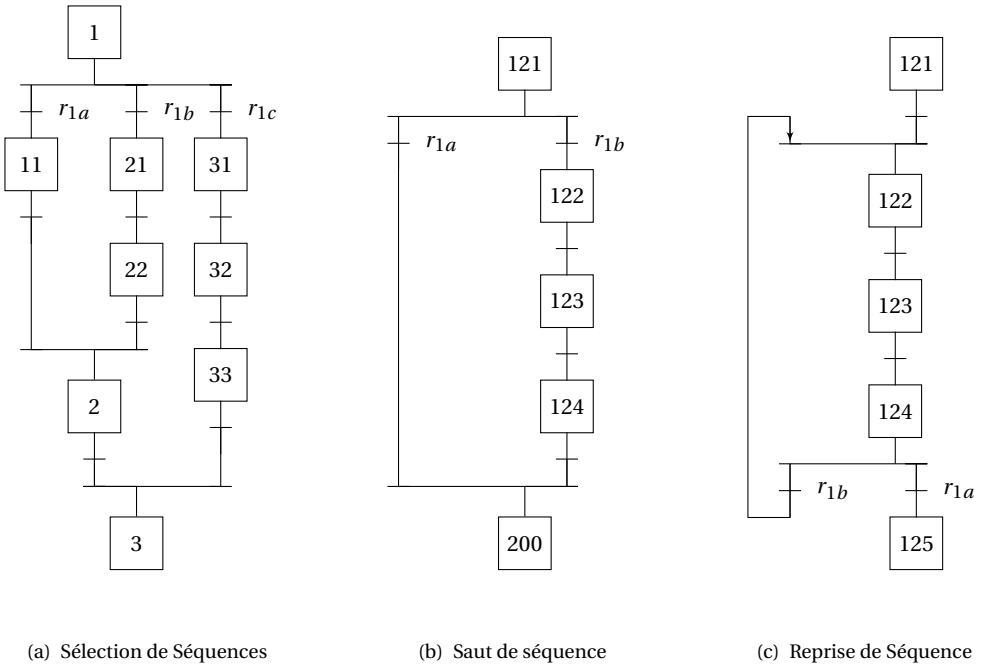 1
r1a
r1b
r1c
11
21
31
22
32
33
2
3
121
r1a
r1b
122
123
124
200
121
122
123
124
r1b
r1a
125
(a) Sélection de Séquences
(b) Saut de séquence
(c) Reprise de Séquence